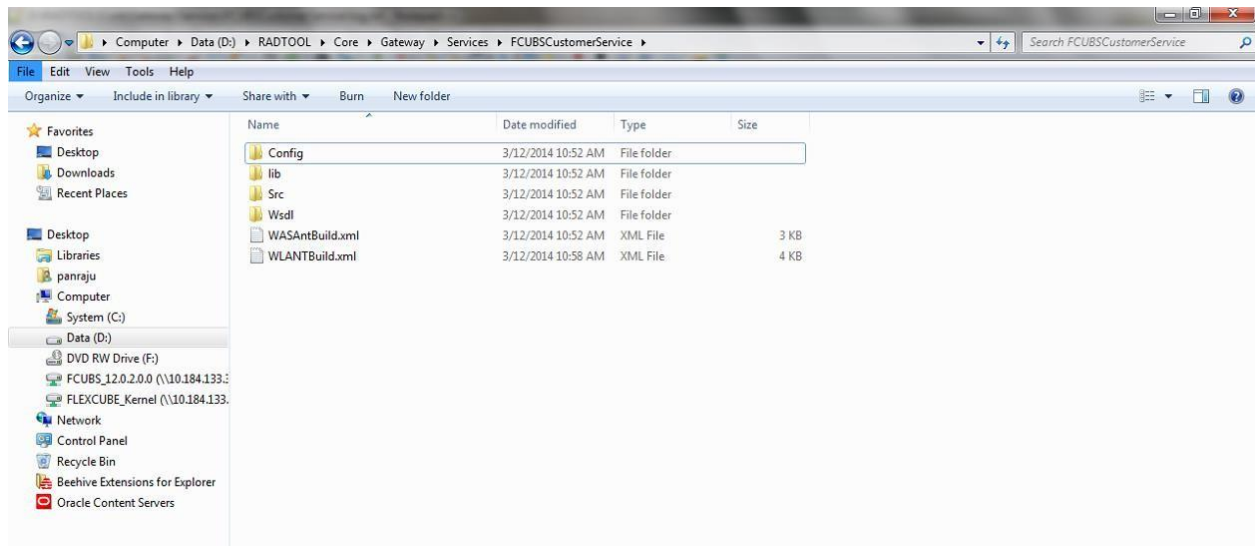 Computer ▸ Data (D:) ▸ RADTOOL ▸ Core ▸ Gateway ▸ Services ▸ FCUBSCustomerService ▸
Search FCUBSCustomerService
File Edit View Tools Help
Organize Include in library Share with Burn New folder
Favorites
Desktop
Downloads
Recent Places
Desktop
Libraries
panraju
Computer
System (C:)
Data (D:)
DVD RW Drive (F:)
FCUBS_12.0.2.0.0 (\\10.184.133.3
FLEXCUBE_Kernel (\\10.184.133.
Network
Control Panel
Recycle Bin
Beehive Extensions for Explorer
Oracle Content Servers
Name Date modified Type Size
Config 3/12/2014 10:52 AM File folder
lib 3/12/2014 10:52 AM File folder
Src 3/12/2014 10:52 AM File folder
Wsdl 3/12/2014 10:52 AM File folder
WASAntBuild.xml 3/12/2014 10:52 AM XML File 3 KB
WLANTBuild.xml 3/12/2014 10:58 AM XML File 4 KB